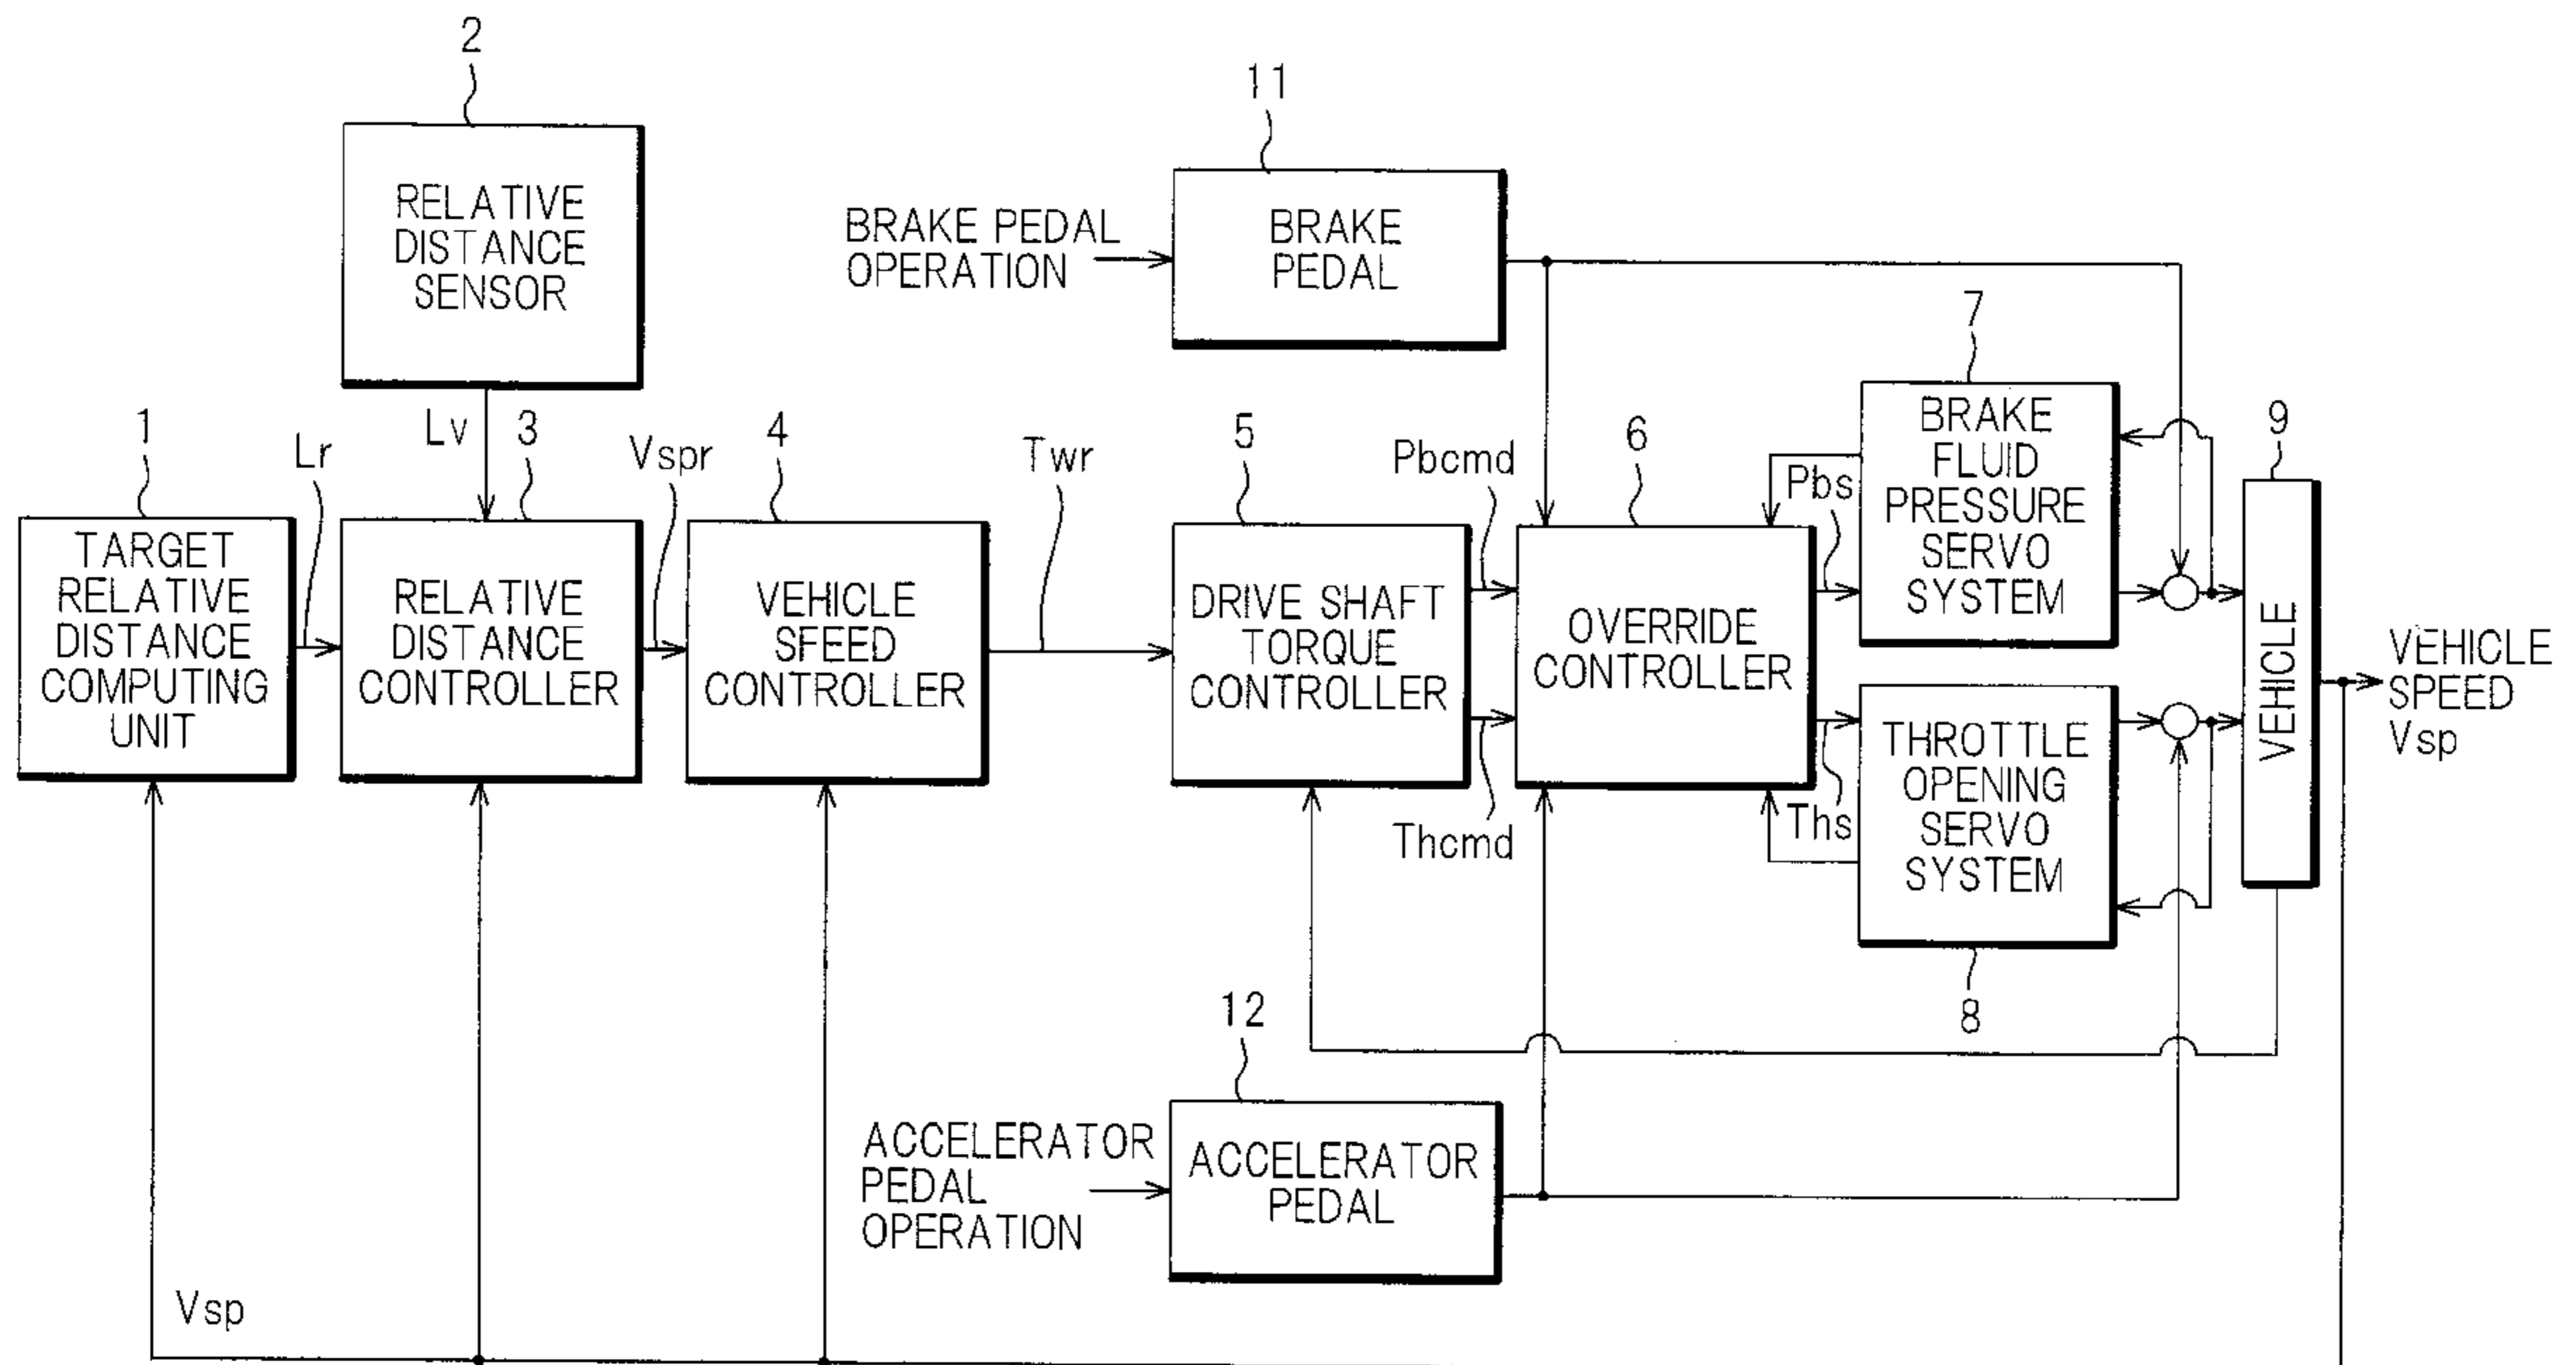 2
RELATIVE
DISTANCE
SENSOR
11
BRAKE PEDAL
OPERATION
BRAKE
PEDAL
1
Lr
Lv
3
Vspr
4
Twr
5
Pbcmd
6
Pbs
7
9
TARGET
RELATIVE
DISTANCE
COMPUTING
UNIT
RELATIVE
DISTANCE
CONTROLLER
VEHICLE
SFEED
CONTROLLER
DRIVE SHAFT
TORQUE
CONTROLLER
OVERRIDE
CONTROLLER
BRAKE
FLUID
PRESSURE
SERVO
SYSTEM
VEHICLE
VEHICLE
SPEED
Vsp
Thcmd
Ths
THROTTLE
OPENING
SERVO
SYSTEM
8
12
ACCELERATOR
PEDAL
OPERATION
ACCELERATOR
PEDAL
Vsp